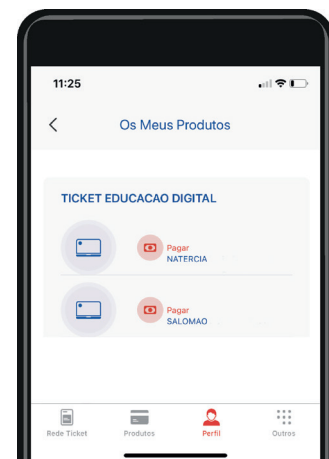 11:25
Os Meus Produtos
TICKET EDUCACAO DIGITAL
Pagar
NATERCIA
Pagar
SALOMAO
Rede Ticket
Produtos
Perfil
Outros